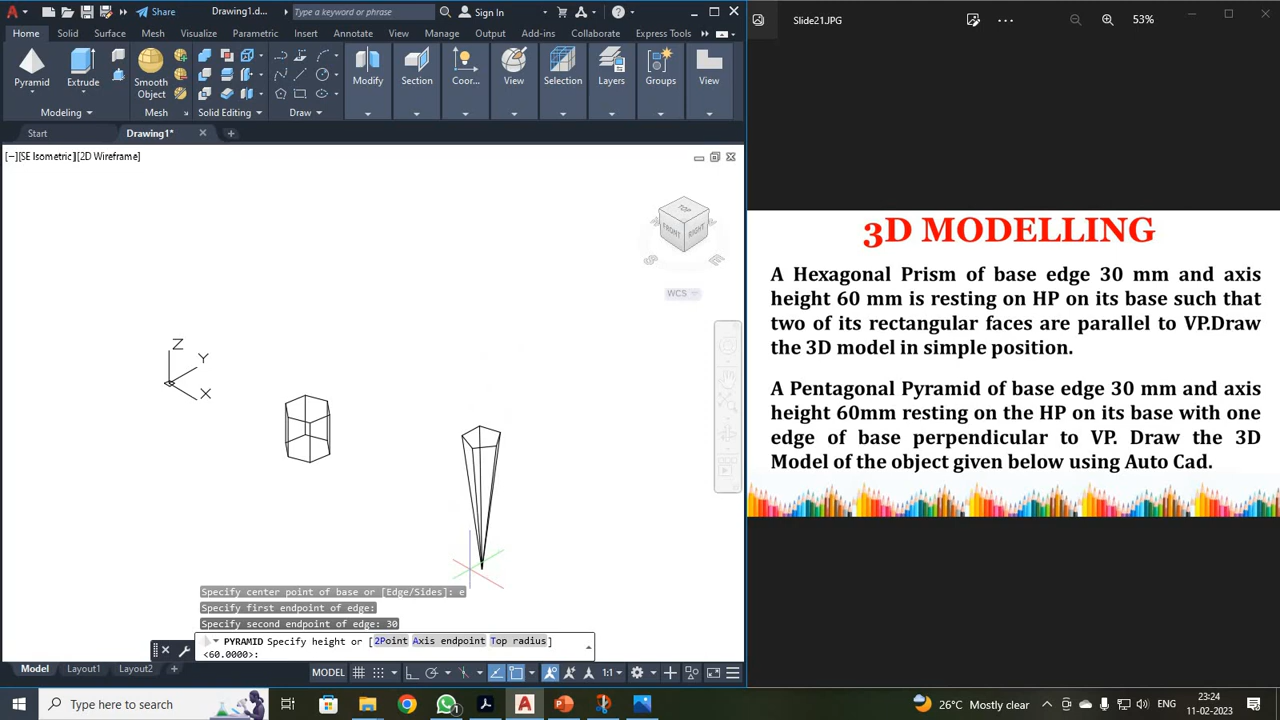 Share
Drawing1.d...
Type a keyword or phrase
Sign In
Home Solid Surface Mesh Visualize Parametric Insert Annotate View Manage Output Add-ins Collaborate Express Tools
Pyramid
Extrude
Smooth
Object
Modify
Section
Coor...
View
Selection
Layers
Groups
View
Modeling
Mesh
Solid Editing
Draw
Start
Drawing1*
[−][SE Isometric][2D Wireframe]
TOP
FRONT
RIGHT
S
E
WCS
Z
Y
X
Specify center point of base or [Edge/Sides]: e
Specify first endpoint of edge:
Specify second endpoint of edge: 30
PYRAMID Specify height or [2Point Axis endpoint Top radius]
<60.0000>:
Model Layout1 Layout2
MODEL
1:1
Slide21.JPG
53%
3D MODELLING
A Hexagonal Prism of base edge 30 mm and axis
height 60 mm is resting on HP on its base such that
two of its rectangular faces are parallel to VP.Draw
the 3D model in simple position.
A Pentagonal Pyramid of base edge 30 mm and axis
height 60mm resting on the HP on its base with one
edge of base perpendicular to VP. Draw the 3D
Model of the object given below using Auto Cad.
Type here to search
26°C Mostly clear
ENG
23:24
11-02-2023